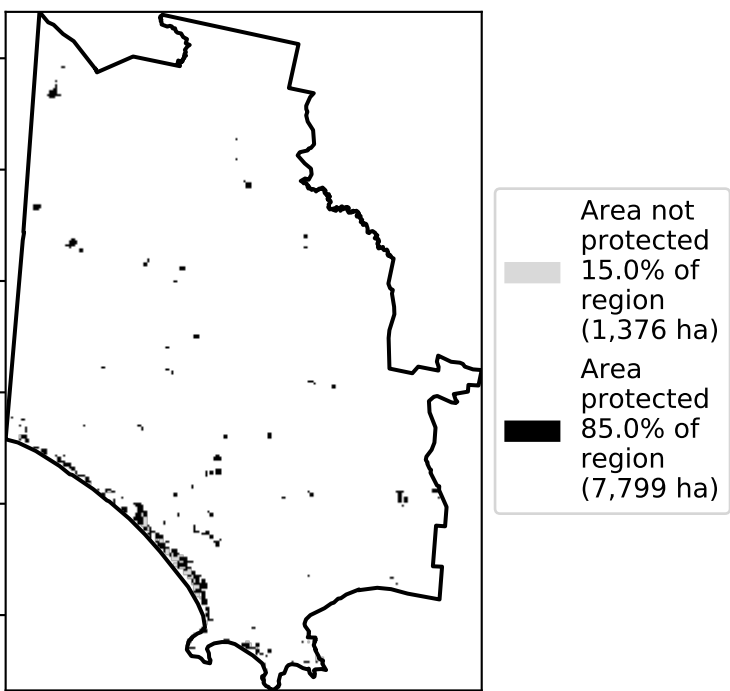 Area not
protected
15.0% of
region
(1,376 ha)
Area
protected
85.0% of
region
(7,799 ha)